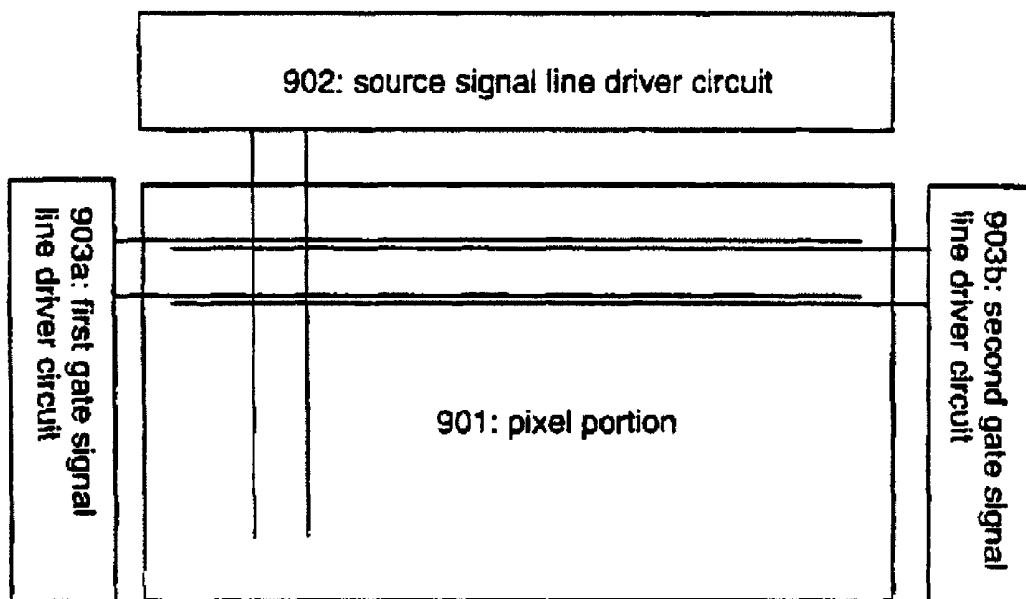 902: source signal line driver circuit
903a: first gate signal
line driver circuit
901: pixel portion
903b: second gate signal
line driver circuit